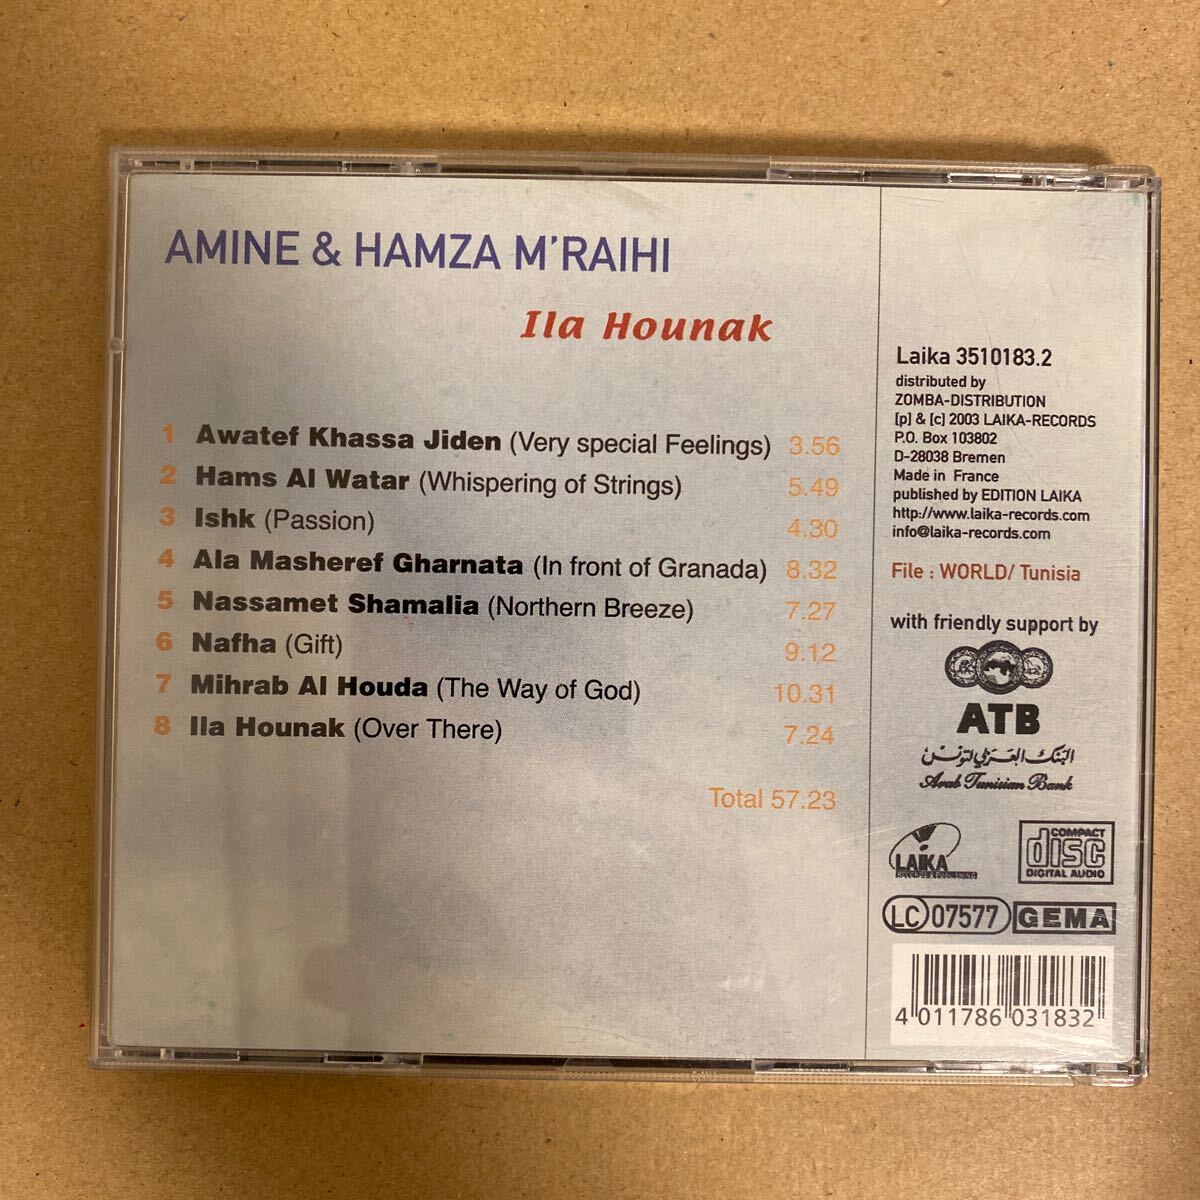 AMINE & HAMZA M'RAIHI
Ila Hounak
1 Awatef Khassa Jiden (Very special Feelings) 3.56
2 Hams Al Watar (Whispering of Strings) 5.49
3 Ishk (Passion) 4.30
4 Ala Masheref Gharnata (In front of Granada) 8.32
5 Nassamet Shamalia (Northern Breeze) 7.27
6 Nafha (Gift) 9.12
7 Mihrab Al Houda (The Way of God) 10.31
8 Ila Hounak (Over There) 7.24
Total 57.23
Laika 3510183.2
distributed by
ZOMBA-DISTRIBUTION
[p] & [c] 2003 LAIKA-RECORDS
P.O. Box 103802
D-28038 Bremen
Made in France
published by EDITION LAIKA
http://www.laika-records.com
info@laika-records.com
File : WORLD/ Tunisia
with friendly support by
ATB
البنك العربي لتونس
Arab Tunisian Bank
LAIKA
RECORDS & PUBLISHING
COMPACT
disc
DIGITAL AUDIO
LC 07577
GEMA
4 011786 031832